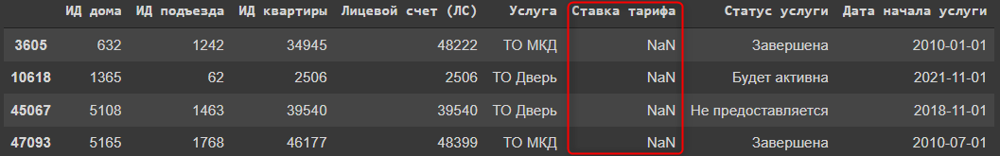 ИД дома ИД подъезда ИД квартиры Лицевой счет (ЛС) Услуга Ставка тарифа Статус услуги Дата начала услуги
3605 632 1242 34945 48222 ТО МКД NaN Завершена 2010-01-01
10618 1365 62 2506 2506 ТО Дверь NaN Будет активна 2021-11-01
45067 5108 1463 39540 39540 ТО Дверь NaN Не предоставляется 2018-11-01
47093 5165 1768 46177 48399 ТО МКД NaN Завершена 2010-07-01